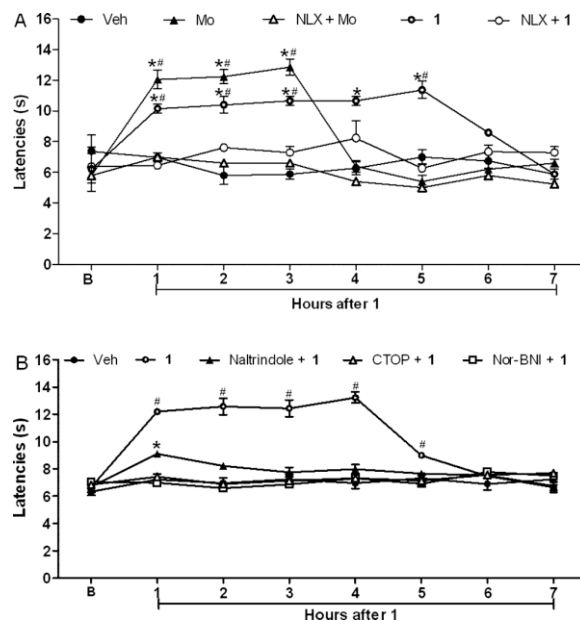 A Veh Mo NLX + Mo 1 NLX + 1
16
14
12
10
8
6
4
2
0
Latencies (s)
*# *# *#
*# *# *# * *#
B 1 2 3 4 5 6 7
Hours after 1
B Veh 1 Naltrindole + 1 CTOP + 1 Nor-BNI + 1
16
14
12
10
8
6
4
2
0
Latencies (s)
# # # # #
*
B 1 2 3 4 5 6 7
Hours after 1